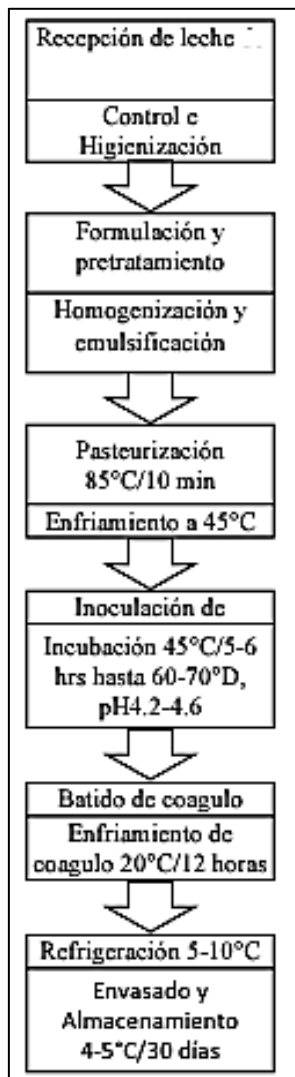 Recepción de leche
Control e
Higienización
Formulación y
pretratamiento
Homogenización y
emulsificación
Pasteurización
85°C/10 min
Enfriamiento a 45°C
Inoculación de
Incubación 45°C/5-6
hrs hasta 60-70°D,
pH4.2-4.6
Batido de coagulo
Enfriamiento de
coagulo 20°C/12 horas
Refrigeración 5-10°C
Envasado y
Almacenamiento
4-5°C/30 días